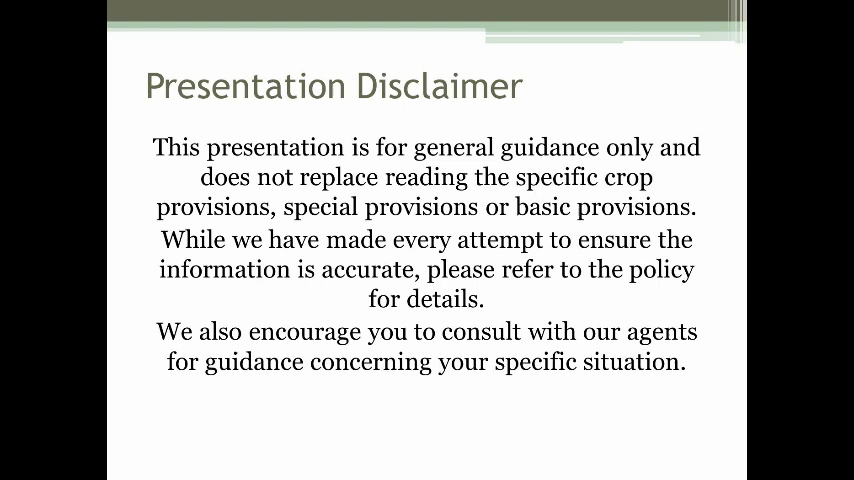 Presentation Disclaimer
This presentation is for general guidance only and
does not replace reading the specific crop
provisions, special provisions or basic provisions.
While we have made every attempt to ensure the
information is accurate, please refer to the policy
for details.
We also encourage you to consult with our agents
for guidance concerning your specific situation.